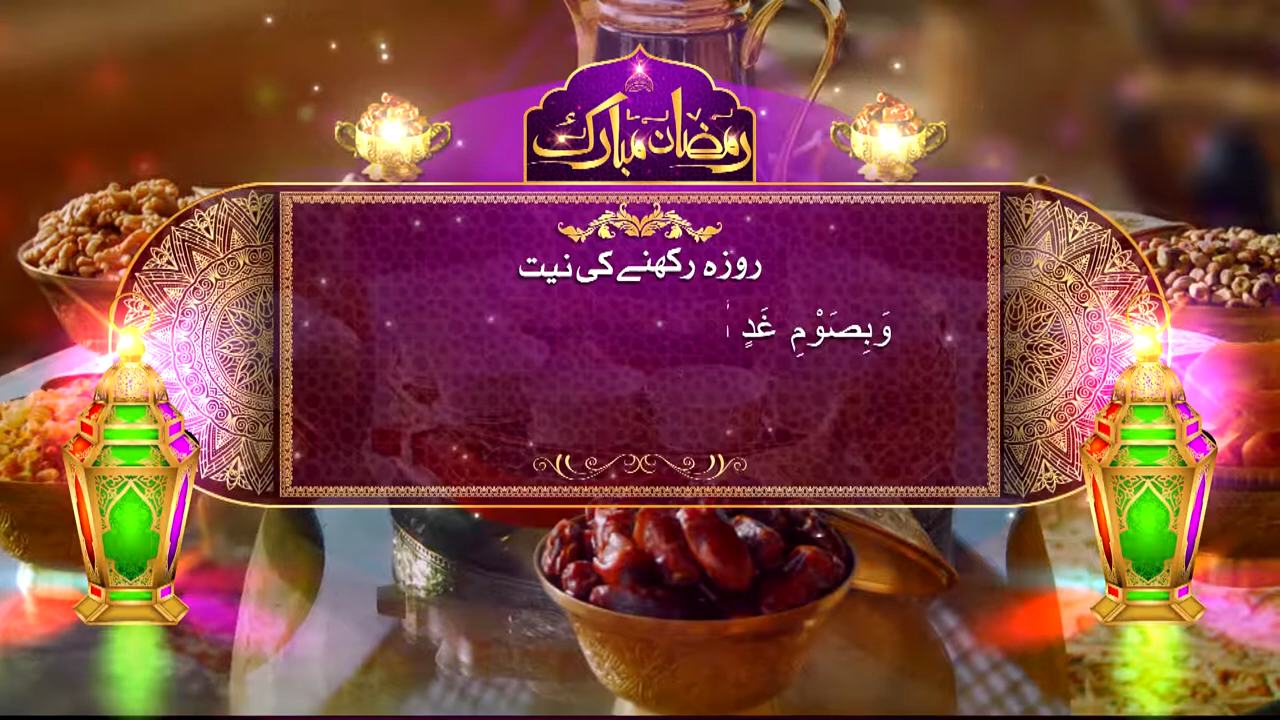 رمضان مبارک
روزہ رکھنے کی نیت
وَبِصَوْمِ غَدٍ